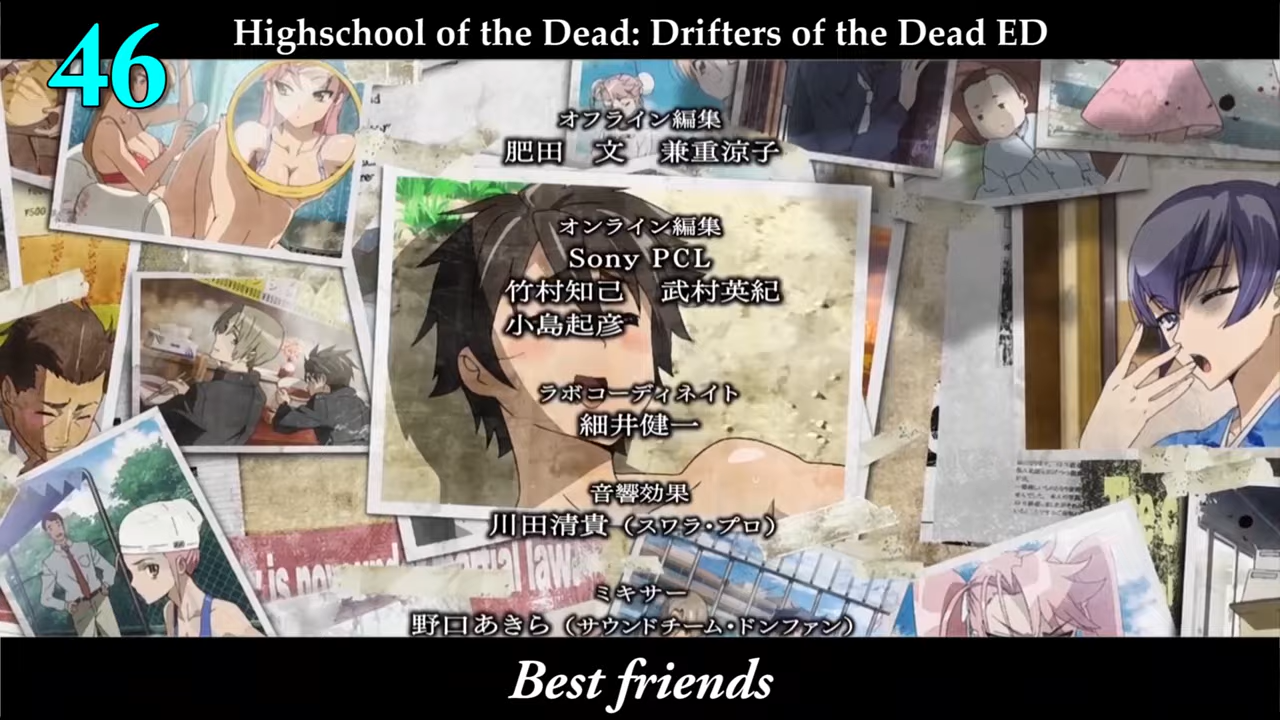 Highschool of the Dead: Drifters of the Dead ED
46
オフライン編集
肥田　文　兼重涼子
オンライン編集
Sony PCL
竹村知己　武村英紀
小島起彦
ラボコーディネイト
細井健一
音響効果
川田清貴（スワラ・プロ）
ミキサー
野口あきら（サウンドチーム・ドンファン）
¥500
Best friends